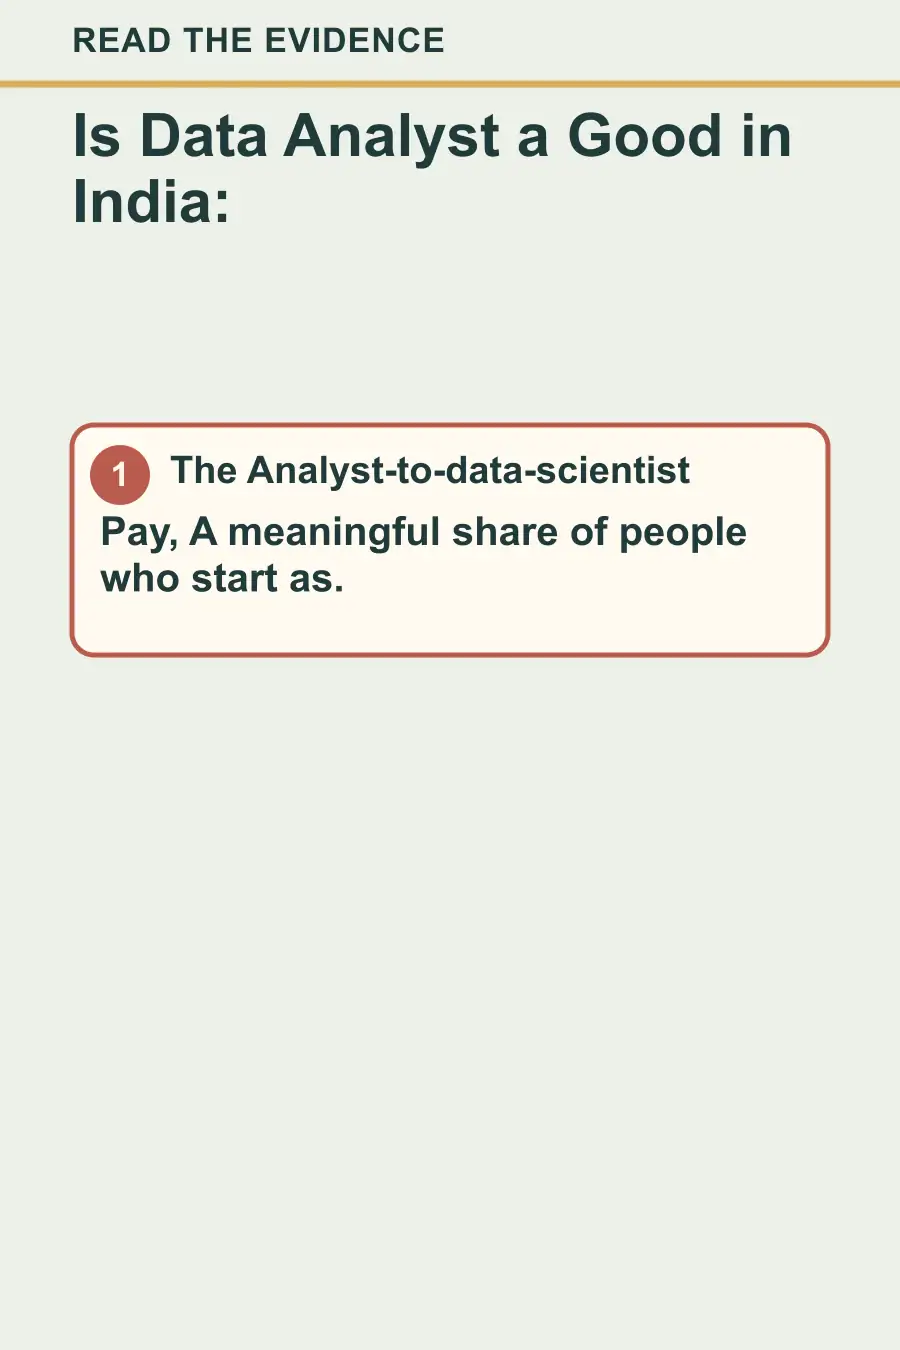 READ THE EVIDENCE
Is Data Analyst a Good in
India:
1 The Analyst-to-data-scientist
Pay, A meaningful share of people
who start as.